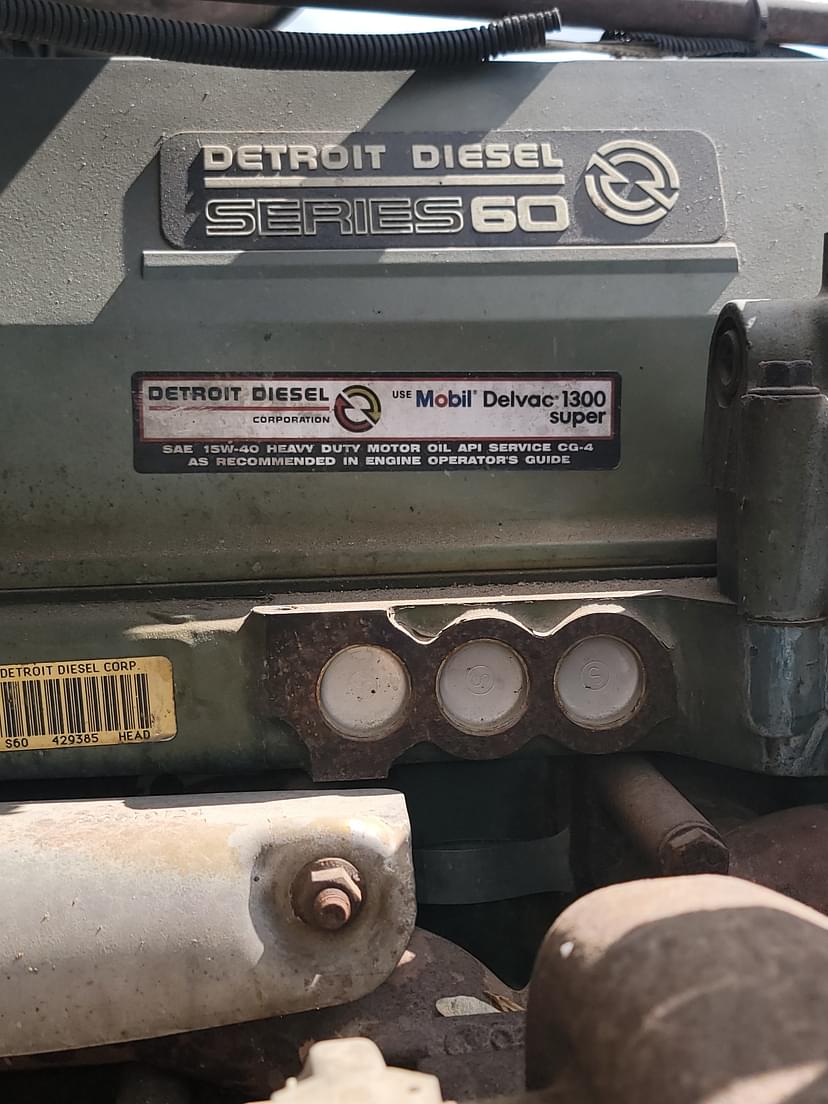 DETROIT DIESEL
SERIES 60
DETROIT DIESEL
CORPORATION
USE Mobil® Delvac® 1300
super
SAE 15W-40 HEAVY DUTY MOTOR OIL API SERVICE CG-4
AS RECOMMENDED IN ENGINE OPERATOR'S GUIDE
DETROIT DIESEL CORP.
S60 429385 HEAD